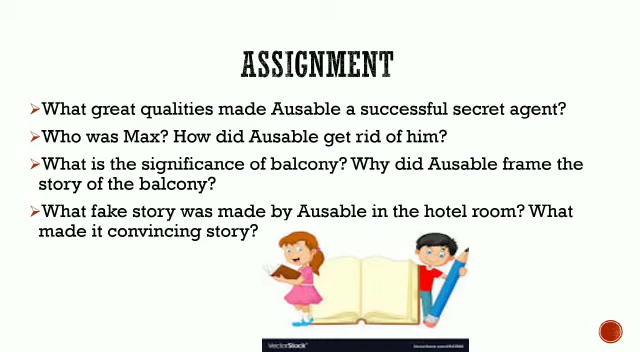 ASSIGNMENT
➢What great qualities made Ausable a successful secret agent?
➢Who was Max? How did Ausable get rid of him?
➢What is the significance of balcony? Why did Ausable frame the
story of the balcony?
➢What fake story was made by Ausable in the hotel room? What
made it convincing story?
VectorStock